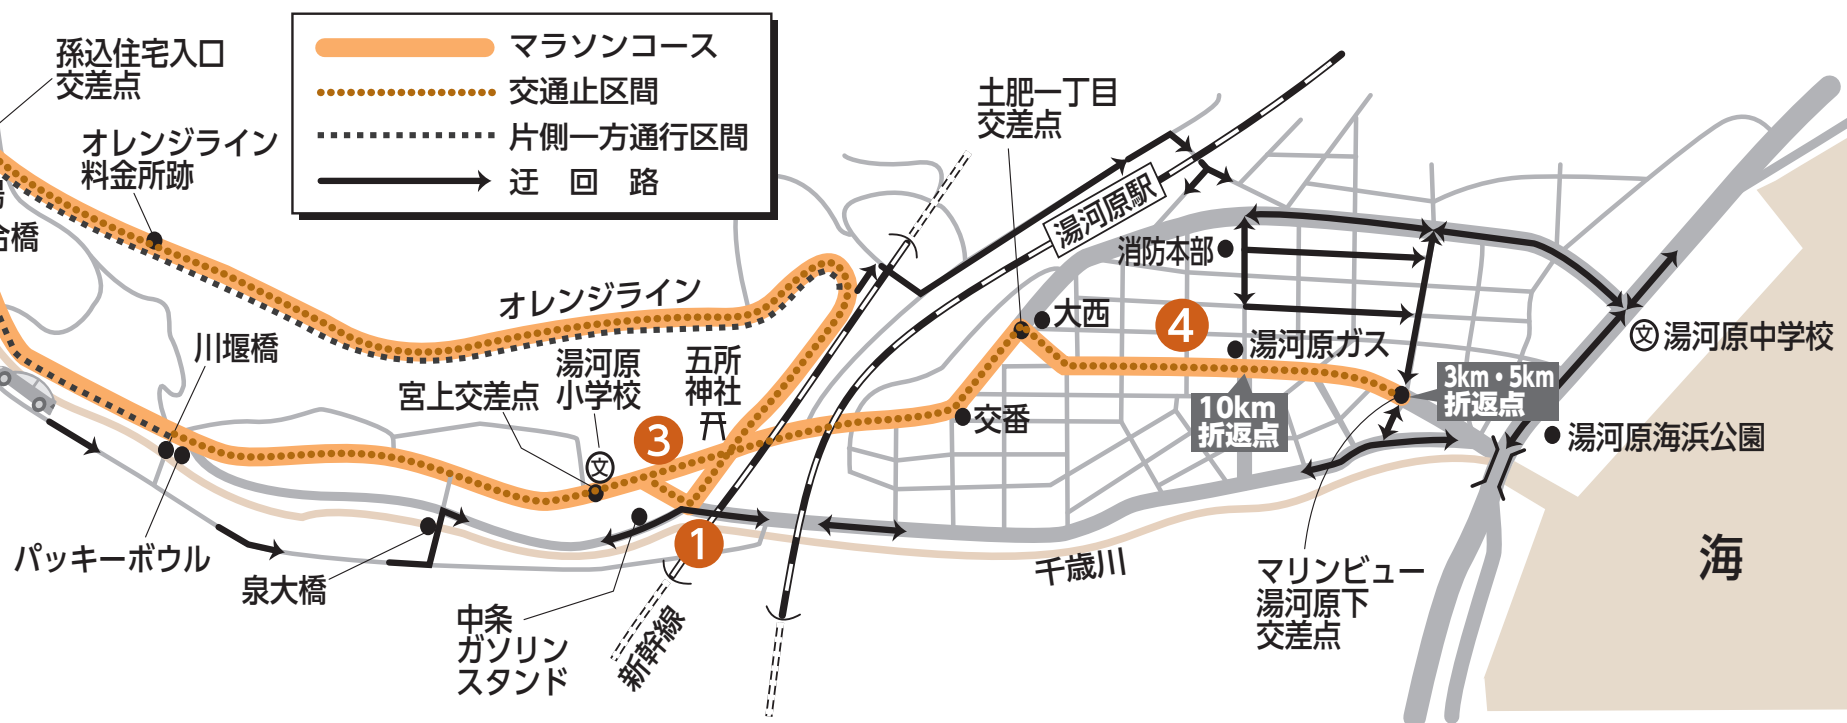 孫込住宅入口
交差点
マラソンコース
交通止区間
片側一方通行区間
迂　回　路
土肥一丁目
交差点
オレンジライン
料金所跡
湯河原駅
消防本部
オレンジライン
大西
4
湯河原ガス
湯河原中学校
文
川堰橋
湯河原
小学校
五所
神社
宮上交差点
3km・5km
折返点
10km
折返点
交番
湯河原海浜公園
3
文
1
パッキーボウル
泉大橋
千歳川
海
マリンビュー
湯河原下
交差点
中条
ガソリン
スタンド
新幹線